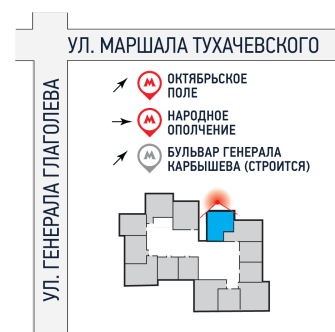 УЛ. МАРШАЛА ТУХАЧЕВСКОГО
УЛ. ГЕНЕРАЛА ГЛАГОЛЕВА
М ОКТЯБРЬСКОЕ
ПОЛЕ
М НАРОДНОЕ
ОПОЛЧЕНИЕ
М БУЛЬВАР ГЕНЕРАЛА
КАРБЫШЕВА (СТРОИТСЯ)